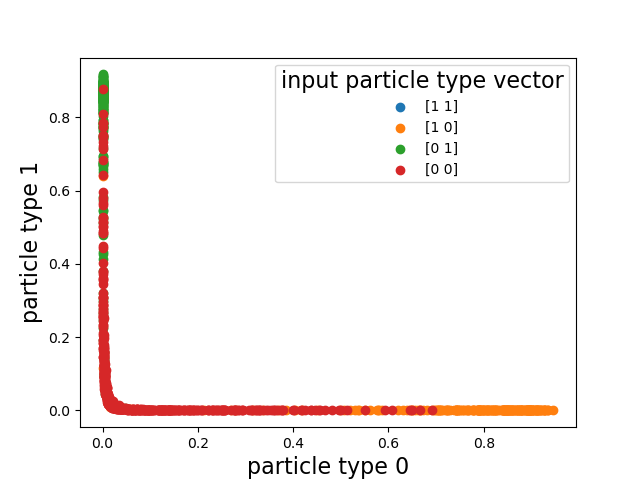 input particle type vector
[1 1]
[1 0]
[0 1]
[0 0]
particle type 1
0.8
0.6
0.4
0.2
0.0
0.0 0.2 0.4 0.6 0.8
particle type 0